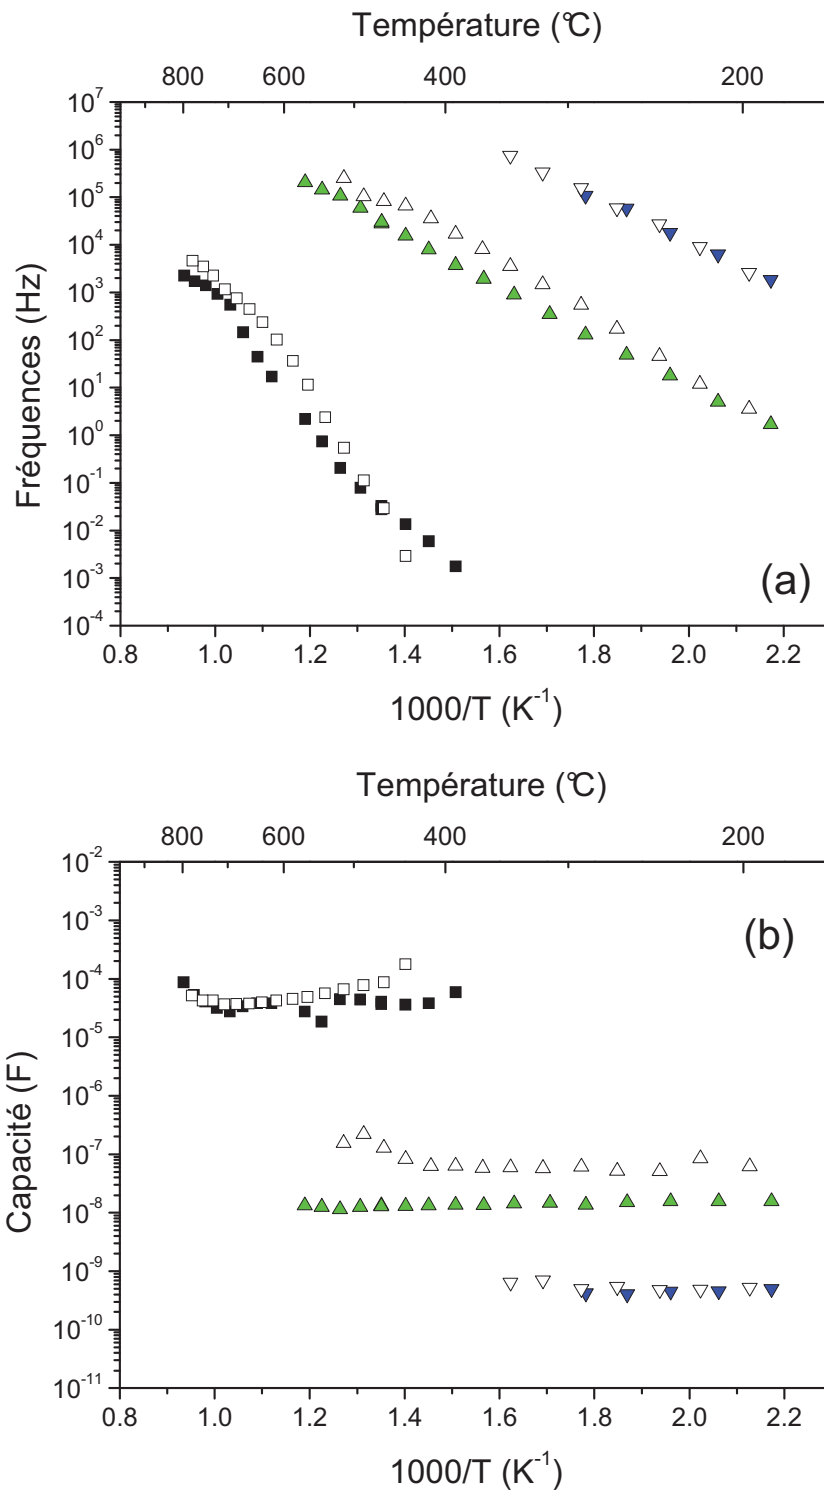 Température (°C)
800 600 400 200
10^7
10^6
10^5
10^4
10^3
10^2
10^1
10^0
10^-1
10^-2
10^-3
10^-4
Fréquences (Hz)
(a)
0.8 1.0 1.2 1.4 1.6 1.8 2.0 2.2
1000/T (K^-1)
Température (°C)
800 600 400 200
10^-2
10^-3
10^-4
10^-5
10^-6
10^-7
10^-8
10^-9
10^-10
10^-11
Capacité (F)
(b)
0.8 1.0 1.2 1.4 1.6 1.8 2.0 2.2
1000/T (K^-1)